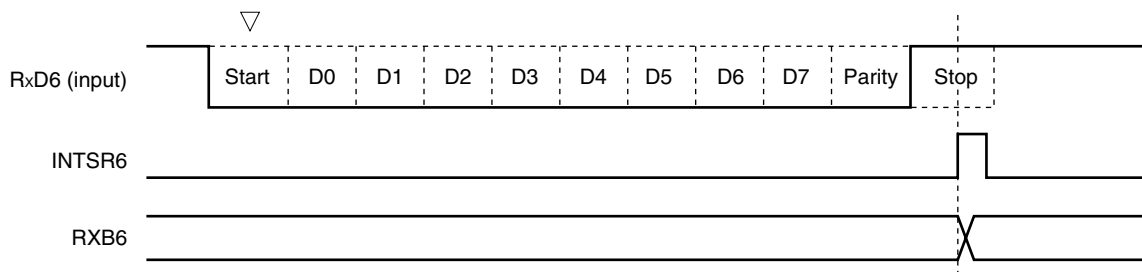 RxD6 (input) Start D0 D1 D2 D3 D4 D5 D6 D7 Parity Stop
INTSR6
RXB6